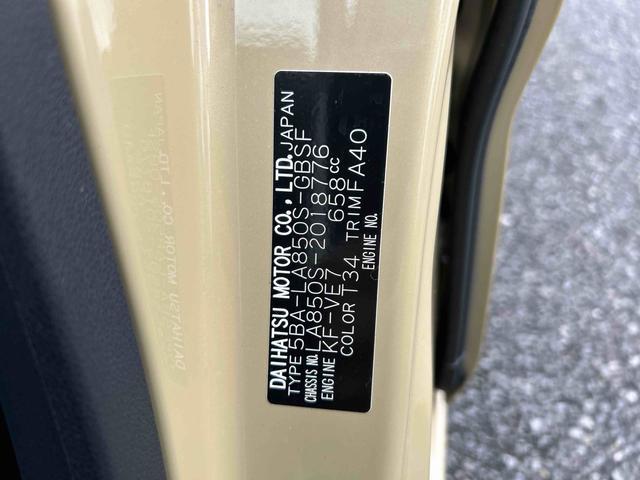 DAIHATSU MOTOR CO., LTD. JAPAN
TYPE 5BA-LA850S-GBSF
CHASSIS NO. LA850S-2018776
ENGINE KF-VE7 658cc
COLOR T34 TRIM FA40
ENGINE NO.